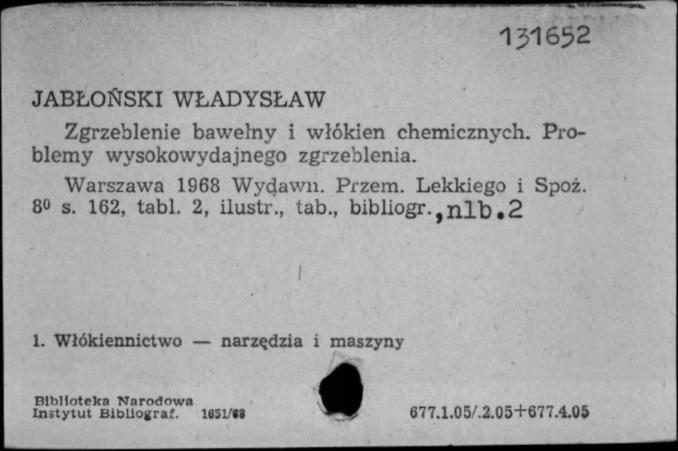 131652
JABŁOŃSKI WŁADYSŁAW
Zgrzeblenie bawełny i włókien chemicznych. Pro-
blemy wysokowydajnego zgrzeblenia.
Warszawa 1968 Wydawn. Przem. Lekkiego i Spoż.
8⁰ s. 162, tabl. 2, ilustr., tab., bibliogr.,nlb.2
1. Włókiennictwo — narzędzia i maszyny
Biblioteka Narodowa
Instytut Bibliograf. 1651/68 677.1.05/.2.05+677.4.05